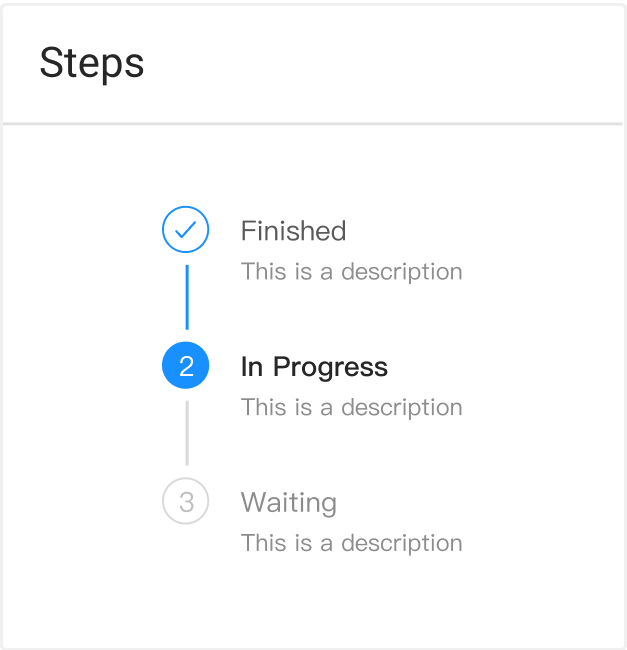 Steps
Finished
This is a description
2
In Progress
This is a description
3
Waiting
This is a description